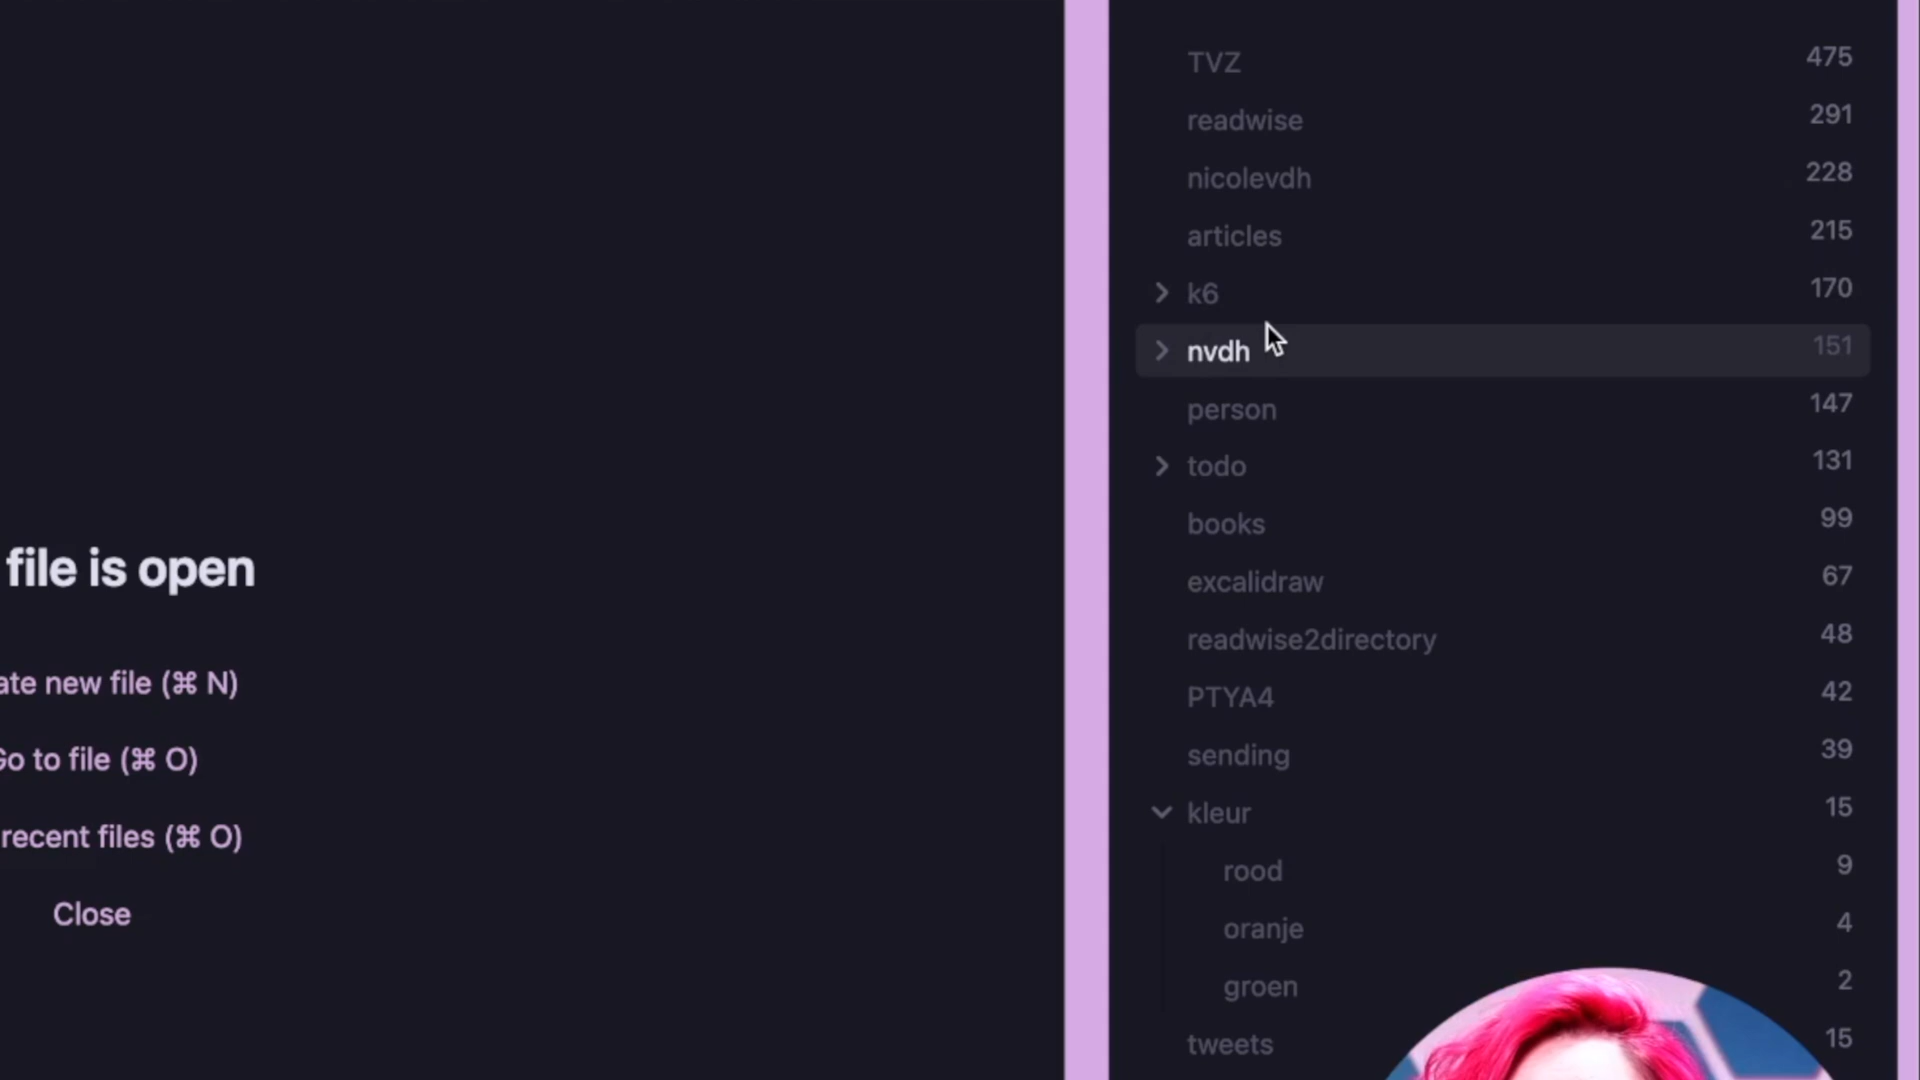 file is open
ate new file (⌘ N)
Go to file (⌘ O)
recent files (⌘ O)
Close
TVZ 475
readwise 291
nicolevdh 228
articles 215
k6 170
nvdh 151
person 147
todo 131
books 99
excalidraw 67
readwise2directory 48
PTYA4 42
sending 39
kleur 15
rood 9
oranje 4
groen 2
tweets 15